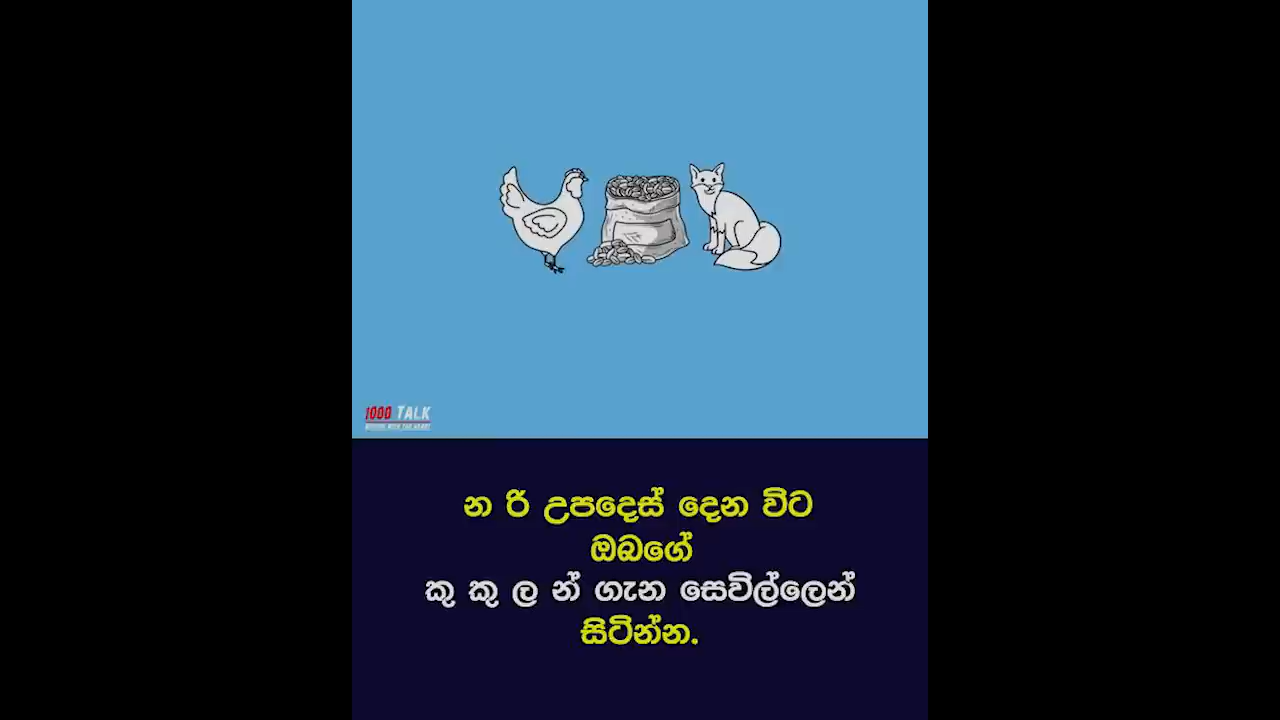 1000 TALK
න රි උපදෙස් දෙන විට
ඔබගේ
කු කු ල න් ගැන සෙවිල්ලෙන්
සිටින්න.